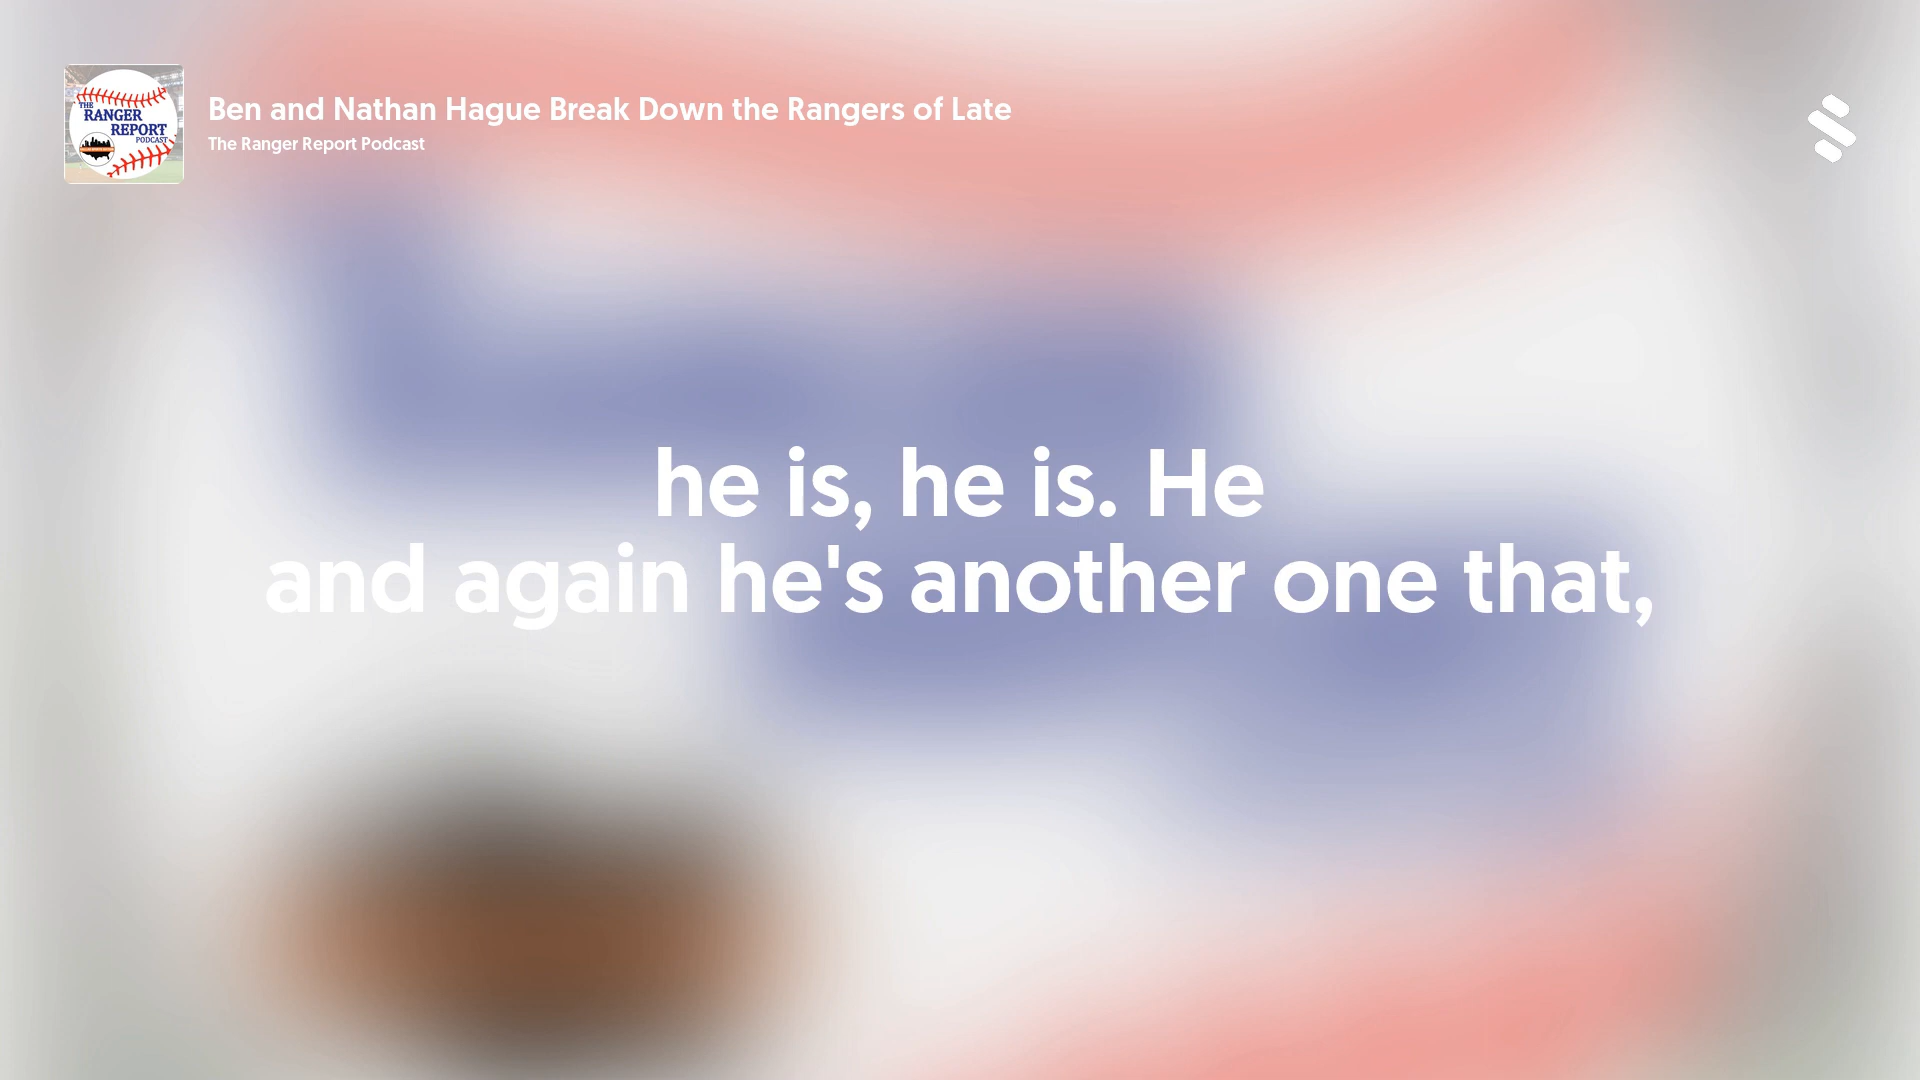 THE
RANGER
REPORT
PODCAST
Ben and Nathan Hague Break Down the Rangers of Late
The Ranger Report Podcast
he is, he is. He
and again he's another one that,